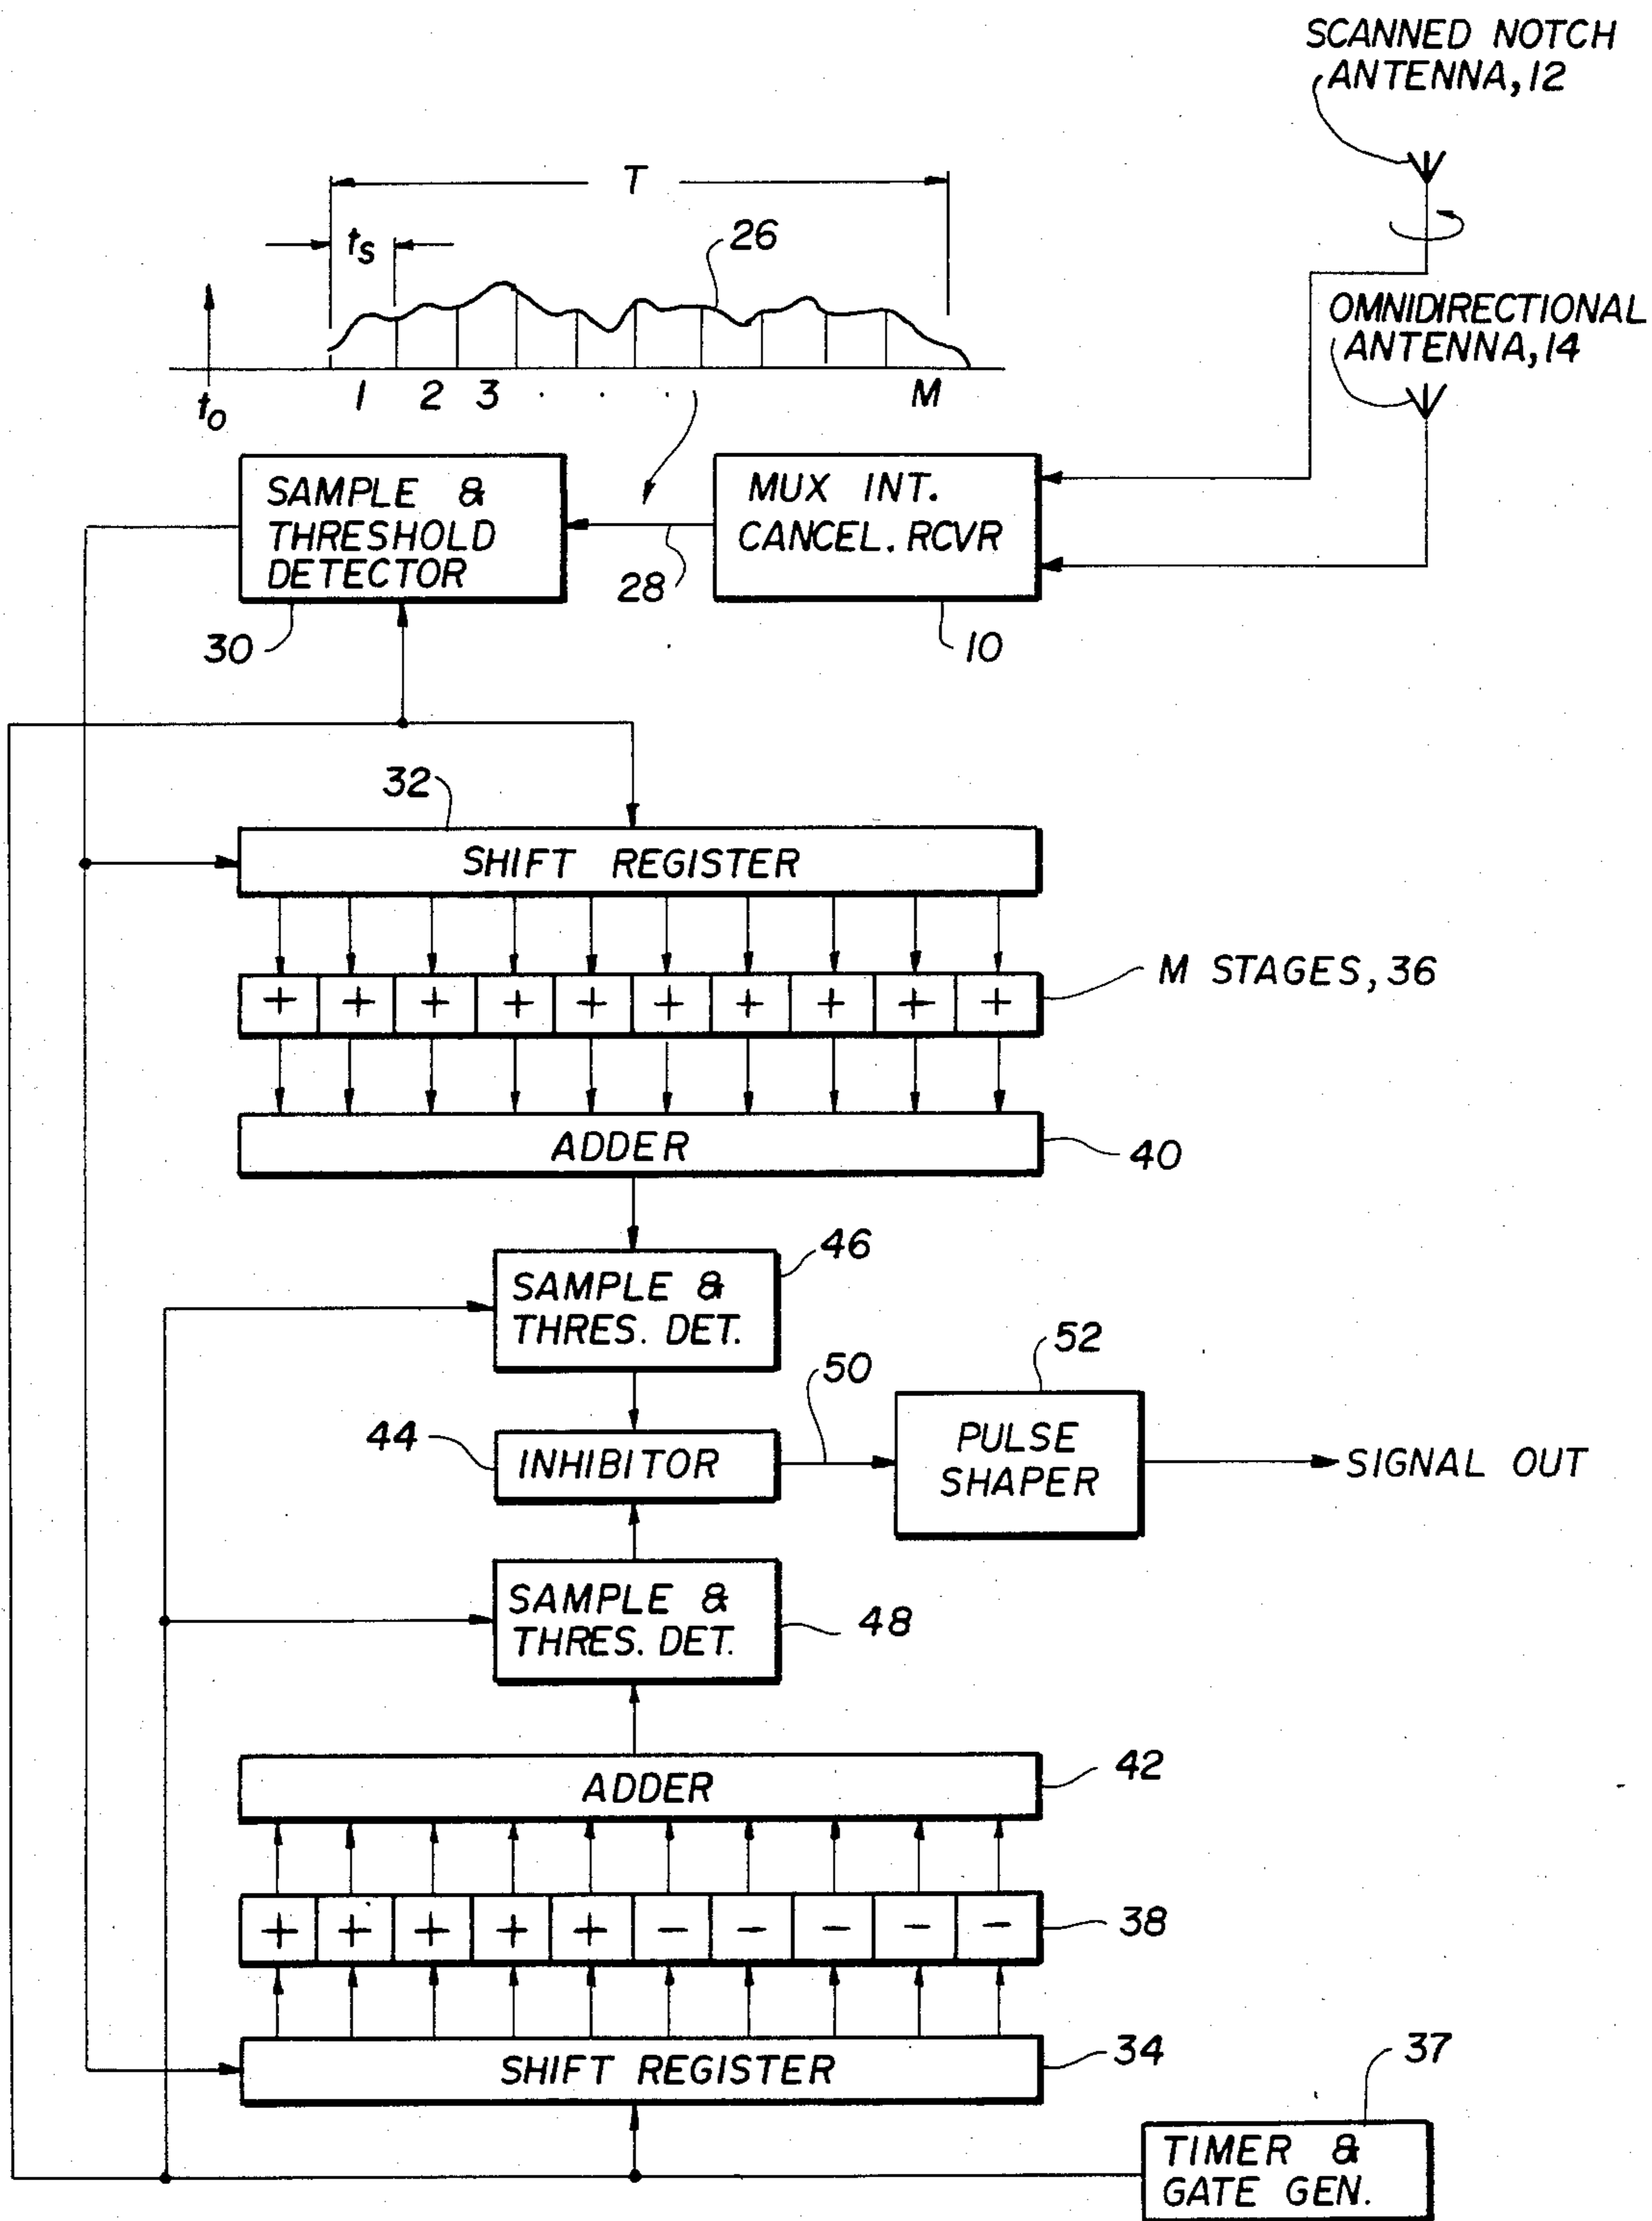 SCANNED NOTCH
ANTENNA, 12
T
ts
26
OMNIDIRECTIONAL
ANTENNA, 14
to
1 2 3 . . . M
SAMPLE &
THRESHOLD
DETECTOR
MUX INT.
CANCEL. RCVR
28
30
10
32
SHIFT REGISTER
M STAGES, 36
+ + + + + + + + + +
ADDER
40
46
SAMPLE &
THRES. DET.
52
50
44
INHIBITOR
PULSE
SHAPER
SIGNAL OUT
SAMPLE &
THRES. DET.
48
ADDER
42
+ + + + + - - - - -
38
SHIFT REGISTER
34
37
TIMER &
GATE GEN.